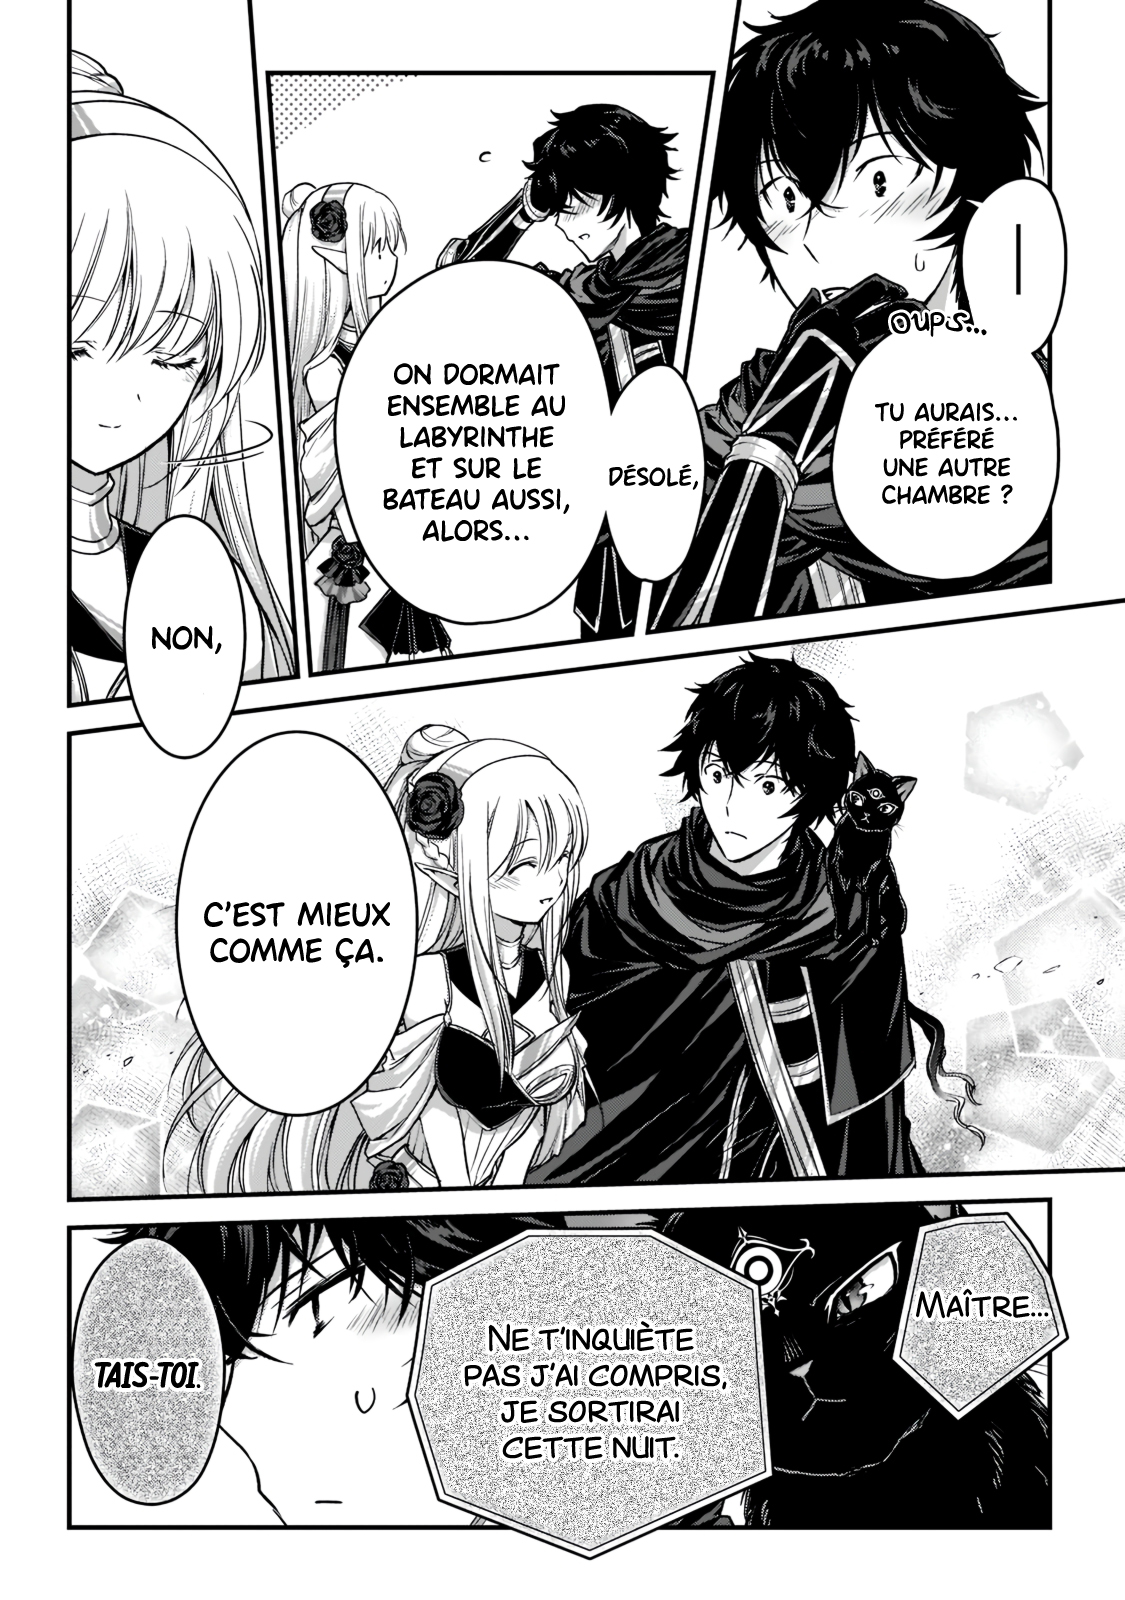 OUPS...
TU AURAIS...
PRÉFÉRÉ
UNE AUTRE
CHAMBRE ?
DÉSOLÉ,
ON DORMAIT
ENSEMBLE AU
LABYRINTHE
ET SUR LE
BATEAU AUSSI,
ALORS...
NON,
C'EST MIEUX
COMME ÇA.
MAÎTRE...
NE T'INQUIÈTE
PAS J'AI COMPRIS,
JE SORTIRAI
CETTE NUIT.
TAIS-TOI.